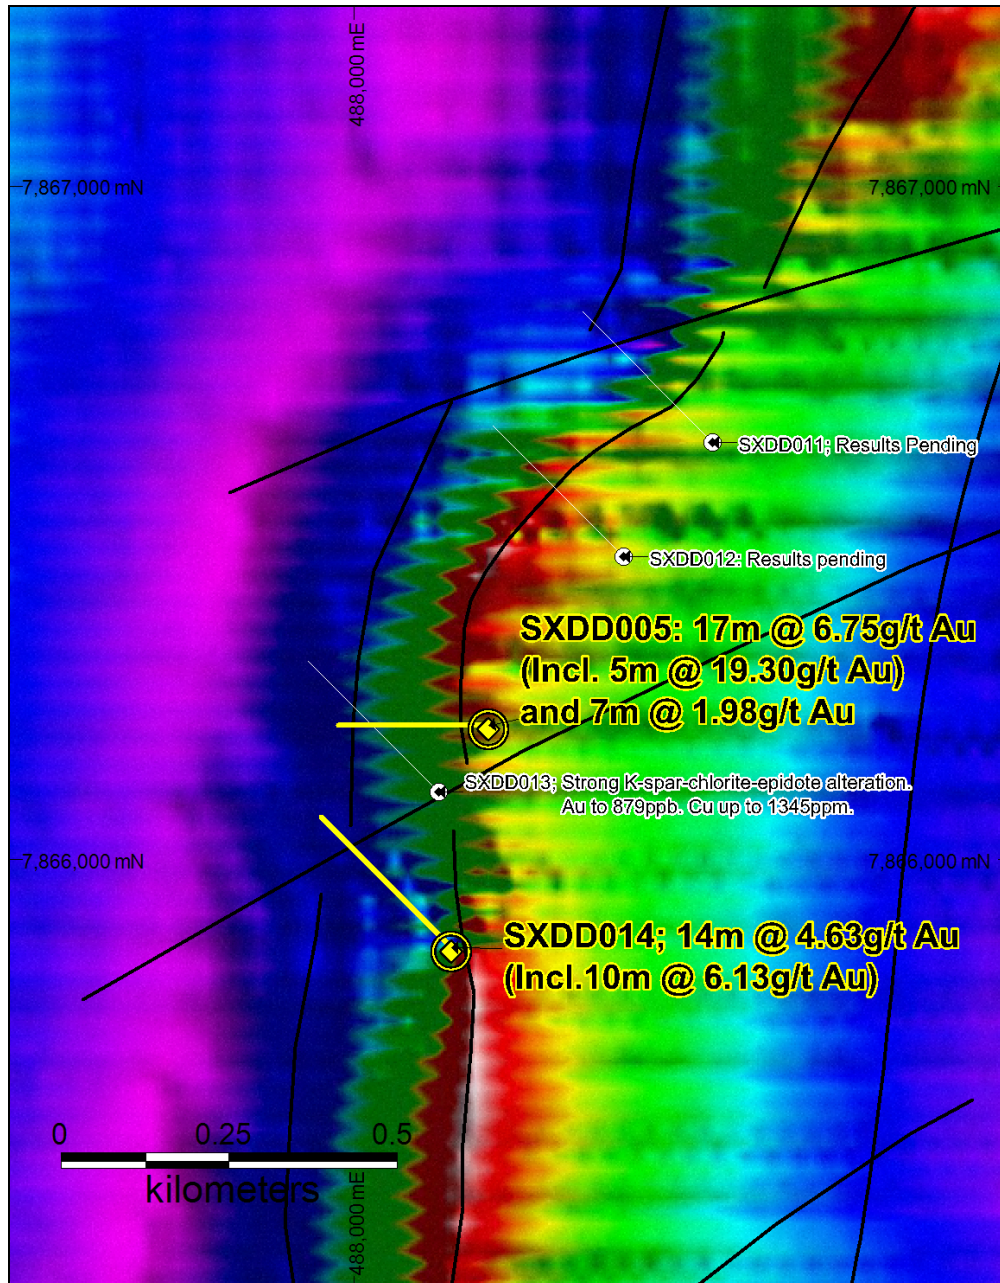 488,000 mE
7,867,000 mN
7,867,000 mN
SXDD011; Results Pending
SXDD012: Results pending
SXDD005: 17m @ 6.75g/t Au
(Incl. 5m @ 19.30g/t Au)
and 7m @ 1.98g/t Au
SXDD013; Strong K-spar-chlorite-epidote alteration.
Au to 879ppb. Cu up to 1345ppm.
7,866,000 mN
7,866,000 mN
SXDD014; 14m @ 4.63g/t Au
(Incl.10m @ 6.13g/t Au)
0 0.25 0.5
kilometers
488,000 mE